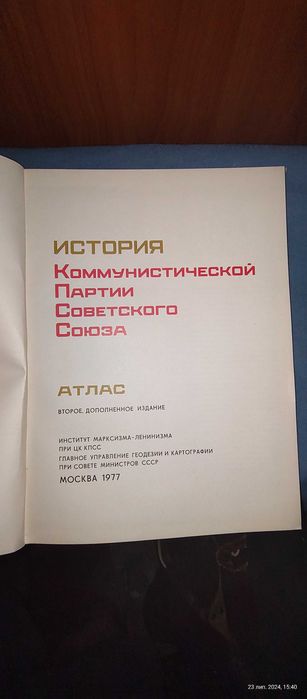 ИСТОРИЯ
КОММУНИСТИЧЕСКОЙ
ПАРТИИ
СОВЕТСКОГО
СОЮЗА
АТЛАС
ВТОРОЕ, ДОПОЛНЕННОЕ ИЗДАНИЕ
ИНСТИТУТ МАРКСИЗМА-ЛЕНИНИЗМА
ПРИ ЦК КПСС
ГЛАВНОЕ УПРАВЛЕНИЕ ГЕОДЕЗИИ И КАРТОГРАФИИ
ПРИ СОВЕТЕ МИНИСТРОВ СССР
МОСКВА 1977
23 лип. 2024, 15:40